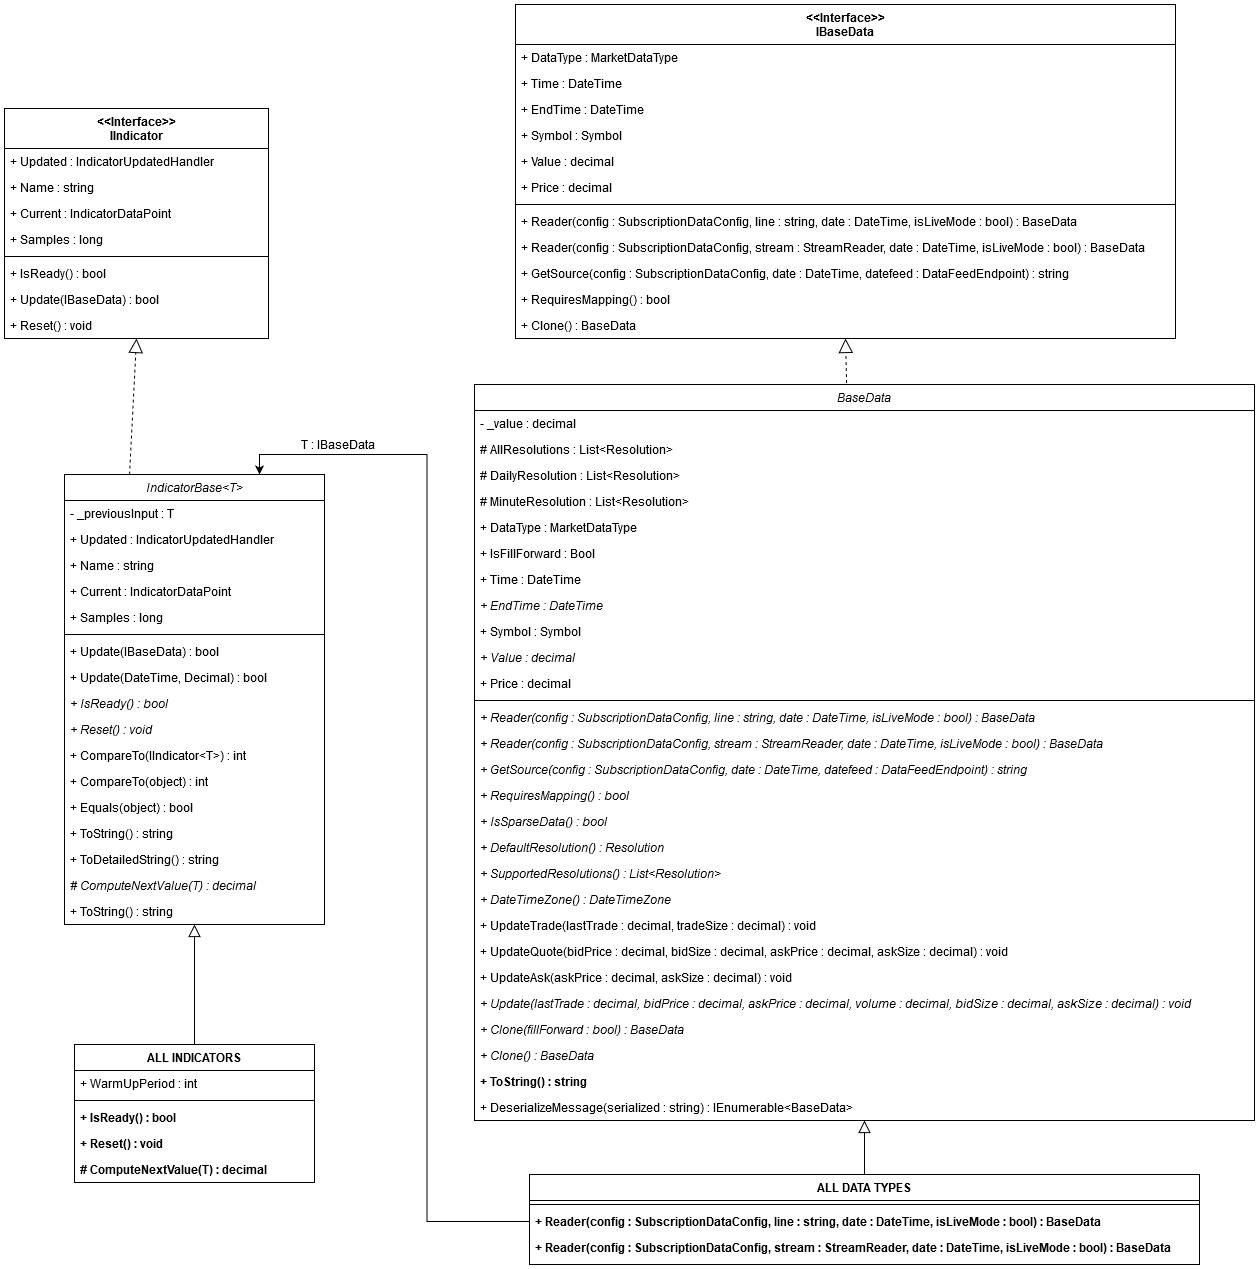 <<Interface>>
IBaseData
+ DataType : MarketDataType
+ Time : DateTime
+ EndTime : DateTime
+ Symbol : Symbol
+ Value : decimal
+ Price : decimal
+ Reader(config : SubscriptionDataConfig, line : string, date : DateTime, isLiveMode : bool) : BaseData
+ Reader(config : SubscriptionDataConfig, stream : StreamReader, date : DateTime, isLiveMode : bool) : BaseData
+ GetSource(config : SubscriptionDataConfig, date : DateTime, datefeed : DataFeedEndpoint) : string
+ RequiresMapping() : bool
+ Clone() : BaseData
<<Interface>>
IIndicator
+ Updated : IndicatorUpdatedHandler
+ Name : string
+ Current : IndicatorDataPoint
+ Samples : long
+ IsReady() : bool
+ Update(IBaseData) : bool
+ Reset() : void
T : IBaseData
IndicatorBase<T>
- _previousInput : T
+ Updated : IndicatorUpdatedHandler
+ Name : string
+ Current : IndicatorDataPoint
+ Samples : long
+ Update(IBaseData) : bool
+ Update(DateTime, Decimal) : bool
+ IsReady() : bool
+ Reset() : void
+ CompareTo(IIndicator<T>) : int
+ CompareTo(object) : int
+ Equals(object) : bool
+ ToString() : string
+ ToDetailedString() : string
# ComputeNextValue(T) : decimal
+ ToString() : string
ALL INDICATORS
+ WarmUpPeriod : int
+ IsReady() : bool
+ Reset() : void
# ComputeNextValue(T) : decimal
BaseData
- _value : decimal
# AllResolutions : List<Resolution>
# DailyResolution : List<Resolution>
# MinuteResolution : List<Resolution>
+ DataType : MarketDataType
+ IsFillForward : Bool
+ Time : DateTime
+ EndTime : DateTime
+ Symbol : Symbol
+ Value : decimal
+ Price : decimal
+ Reader(config : SubscriptionDataConfig, line : string, date : DateTime, isLiveMode : bool) : BaseData
+ Reader(config : SubscriptionDataConfig, stream : StreamReader, date : DateTime, isLiveMode : bool) : BaseData
+ GetSource(config : SubscriptionDataConfig, date : DateTime, datefeed : DataFeedEndpoint) : string
+ RequiresMapping() : bool
+ IsSparseData() : bool
+ DefaultResolution() : Resolution
+ SupportedResolutions() : List<Resolution>
+ DateTimeZone() : DateTimeZone
+ UpdateTrade(lastTrade : decimal, tradeSize : decimal) : void
+ UpdateQuote(bidPrice : decimal, bidSize : decimal, askPrice : decimal, askSize : decimal) : void
+ UpdateAsk(askPrice : decimal, askSize : decimal) : void
+ Update(lastTrade : decimal, bidPrice : decimal, askPrice : decimal, volume : decimal, bidSize : decimal, askSize : decimal) : void
+ Clone(fillForward : bool) : BaseData
+ Clone() : BaseData
+ ToString() : string
+ DeserializeMessage(serialized : string) : IEnumerable<BaseData>
ALL DATA TYPES
+ Reader(config : SubscriptionDataConfig, line : string, date : DateTime, isLiveMode : bool) : BaseData
+ Reader(config : SubscriptionDataConfig, stream : StreamReader, date : DateTime, isLiveMode : bool) : BaseData